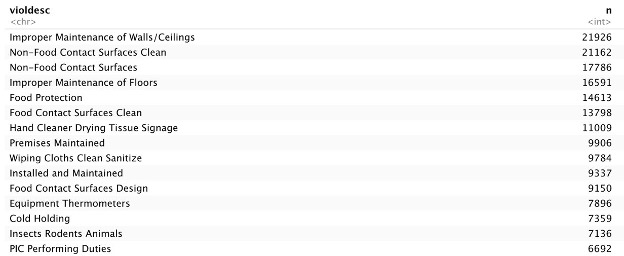 violdesc n
<chr> <int>
Improper Maintenance of Walls/Ceilings 21926
Non-Food Contact Surfaces Clean 21162
Non-Food Contact Surfaces 17786
Improper Maintenance of Floors 16591
Food Protection 14613
Food Contact Surfaces Clean 13798
Hand Cleaner Drying Tissue Signage 11009
Premises Maintained 9906
Wiping Cloths Clean Sanitize 9784
Installed and Maintained 9337
Food Contact Surfaces Design 9150
Equipment Thermometers 7896
Cold Holding 7359
Insects Rodents Animals 7136
PIC Performing Duties 6692